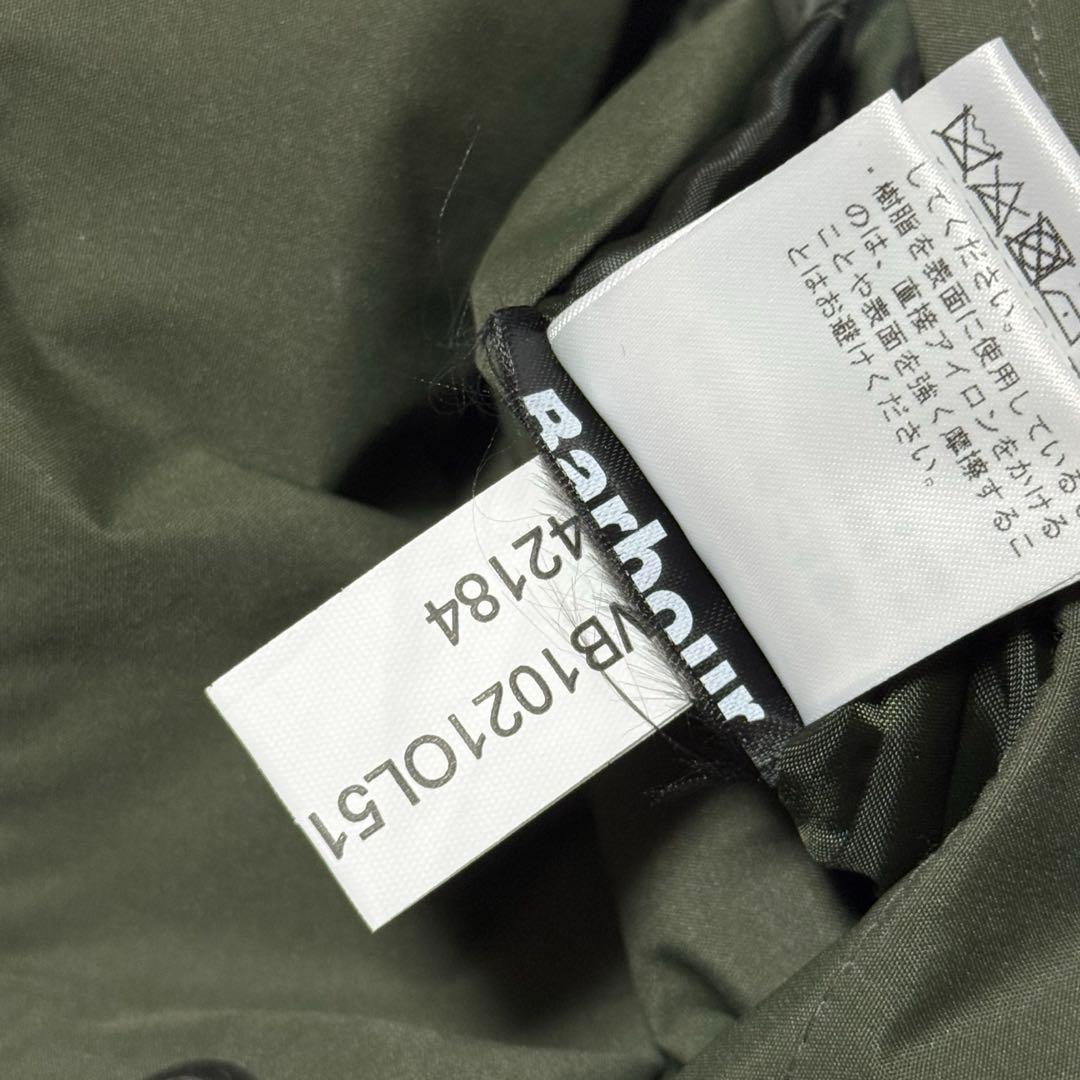 してください。
・樹脂を表面に使用している
のは、直接アイロンをかける
ことや表面を強く摩擦するこ
とはお避けください。
Barbour
WB1021OL51
42184